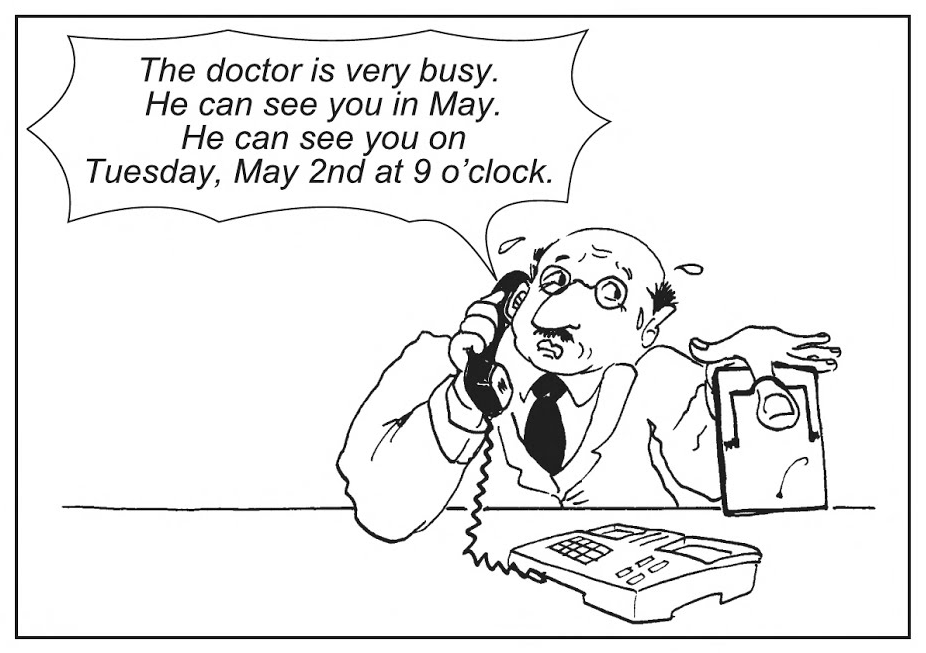 The doctor is very busy.
He can see you in May.
He can see you on
Tuesday, May 2nd at 9 o’clock.